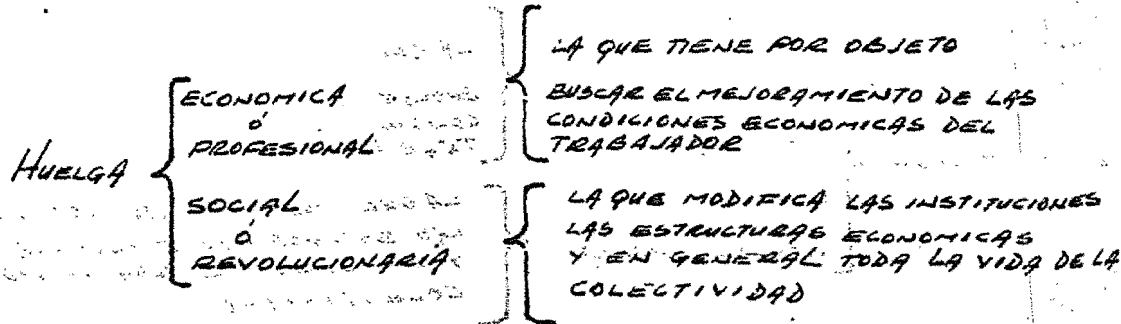 HUELGA
ECONOMICA
ó
PROFESIONAL
LA QUE TIENE POR OBJETO
BUSCAR EL MEJORAMIENTO DE LAS
CONDICIONES ECONOMICAS DEL
TRABAJADOR
SOCIAL
ó
REVOLUCIONARIA
LA QUE MODIFICA LAS INSTITUCIONES
LAS ESTRUCTURAS ECONOMICAS
Y EN GENERAL TODA LA VIDA DE LA
COLECTIVIDAD